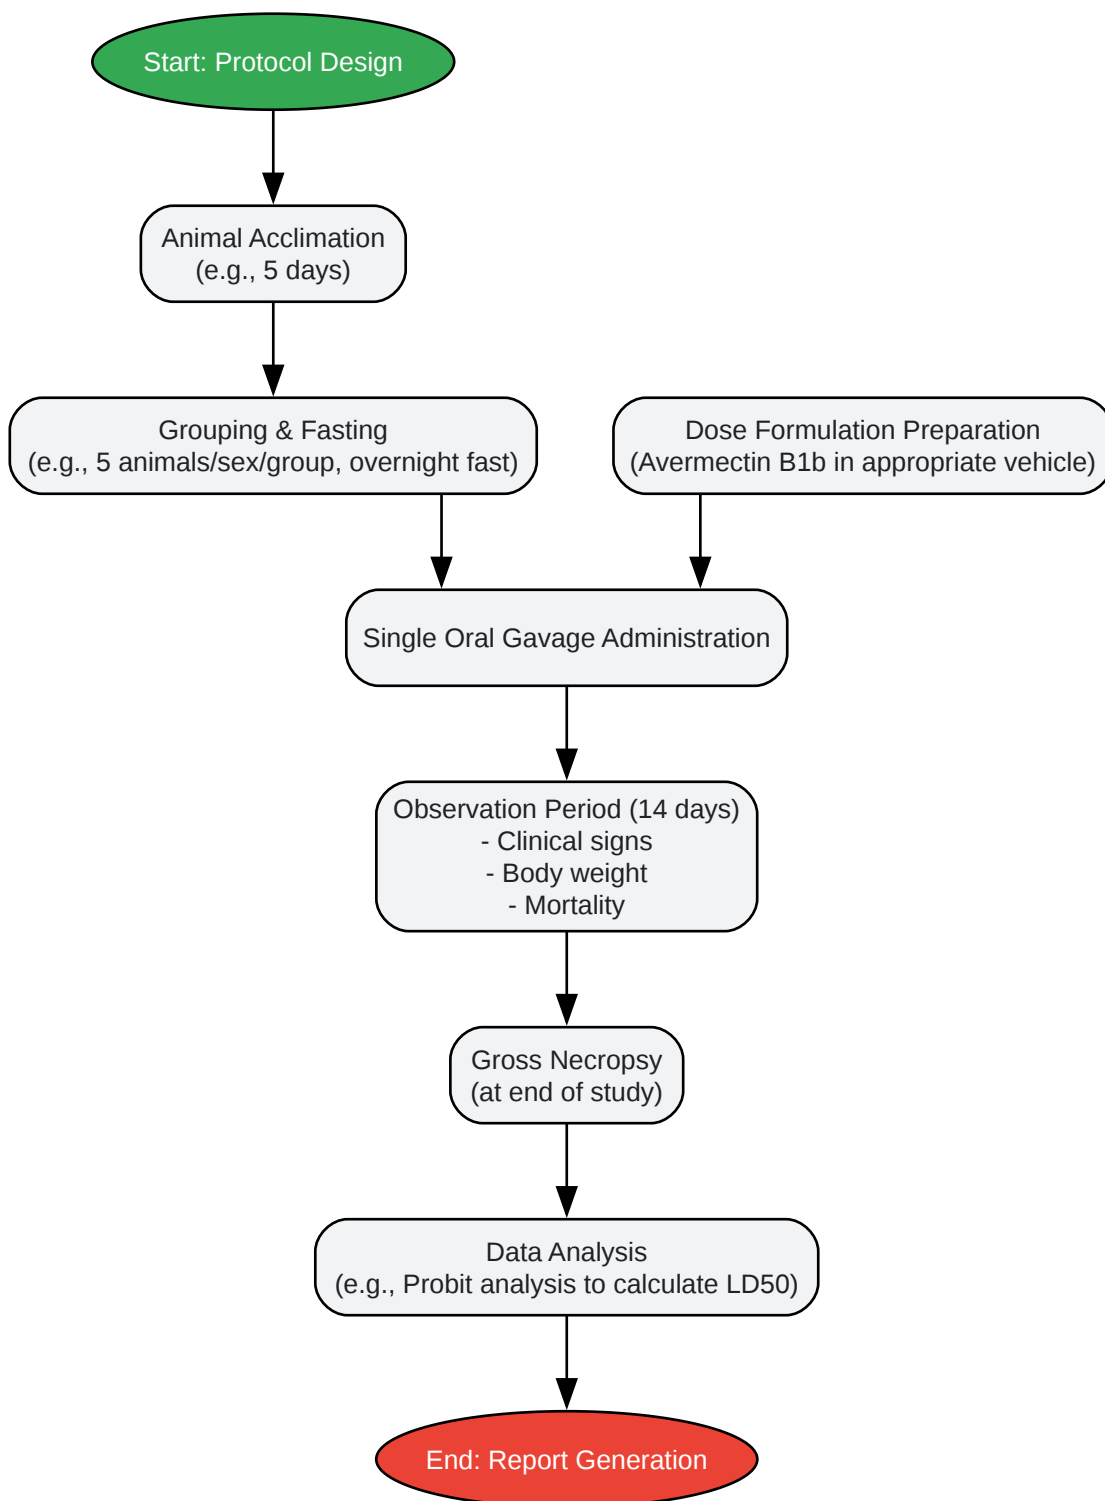 Start: Protocol Design
Animal Acclimation
(e.g., 5 days)
Grouping & Fasting
(e.g., 5 animals/sex/group, overnight fast)
Dose Formulation Preparation
(Avermectin B1b in appropriate vehicle)
Single Oral Gavage Administration
Observation Period (14 days)
- Clinical signs
- Body weight
- Mortality
Gross Necropsy
(at end of study)
Data Analysis
(e.g., Probit analysis to calculate LD50)
End: Report Generation